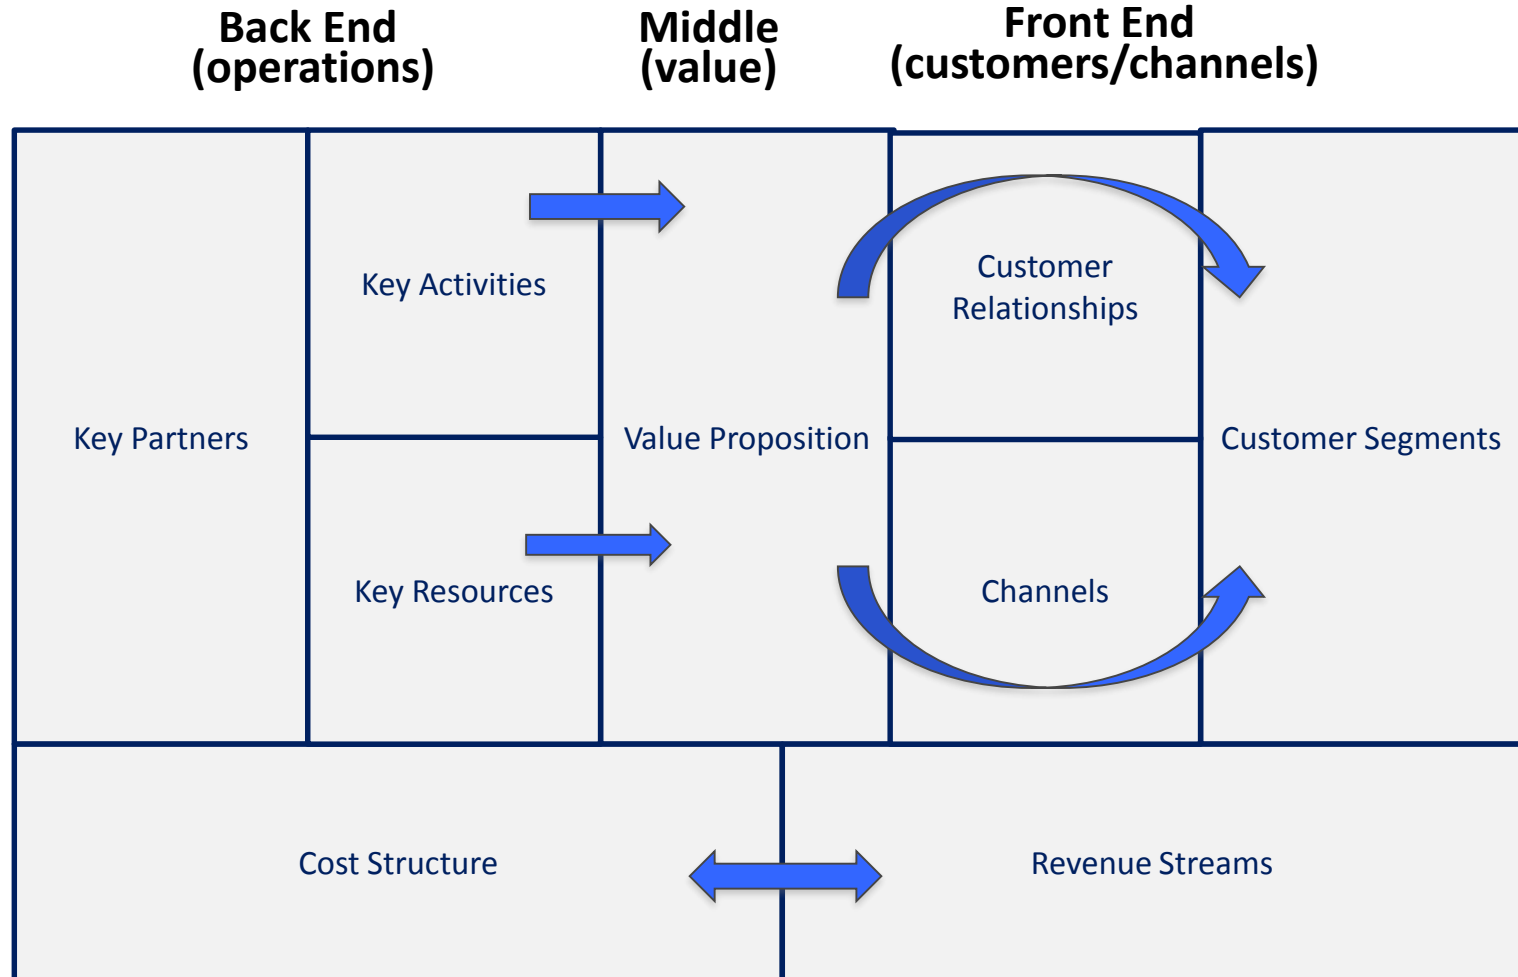 Back End
(operations)
Middle
(value)
Front End
(customers/channels)
Key Partners
Key Activities
Key Resources
Value Proposition
Customer
Relationships
Channels
Customer Segments
Cost Structure
Revenue Streams